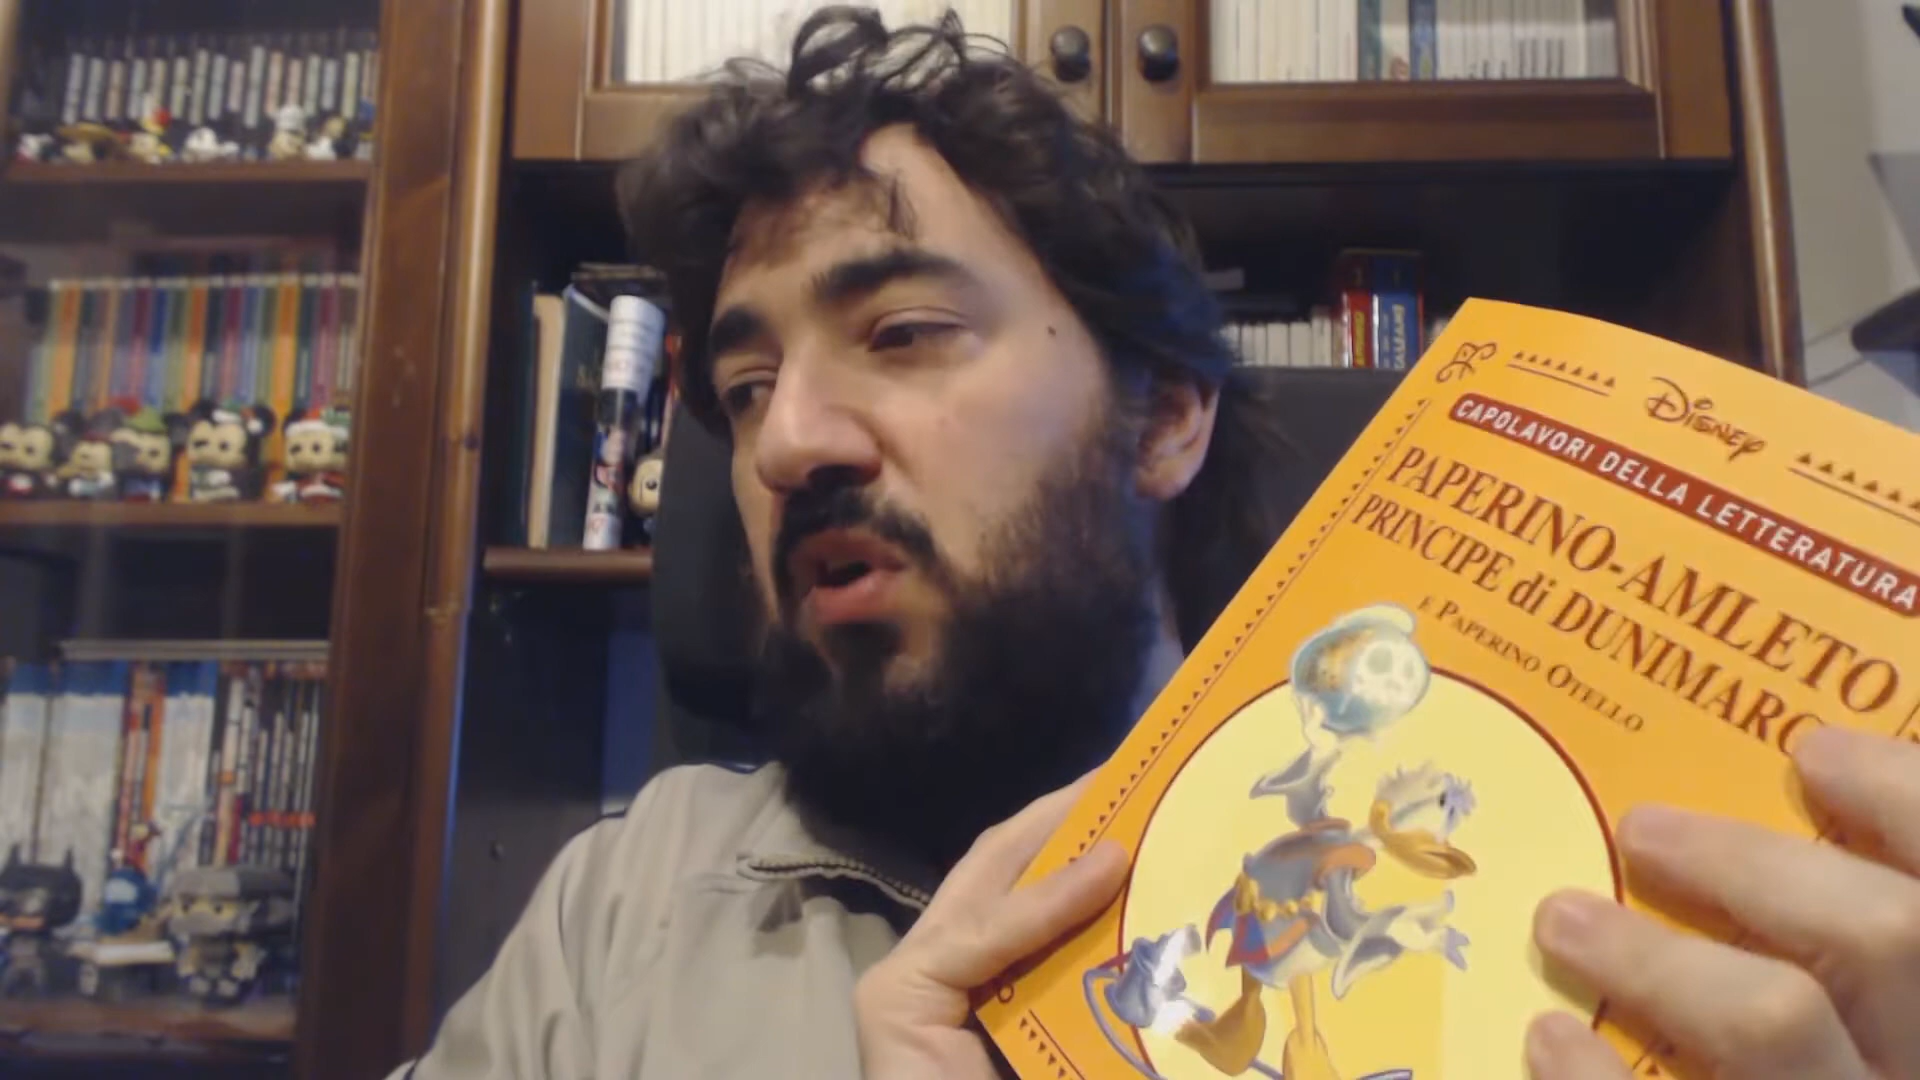 Disney
CAPOLAVORI DELLA LETTERATURA
PAPERINO-AMLETO
PRINCIPE di DUNIMARC
E PAPERINO OTELLO